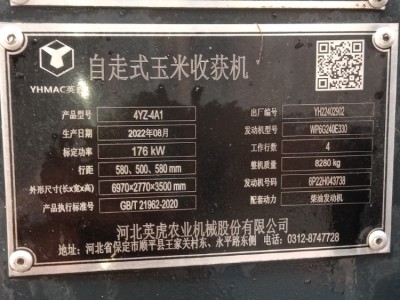 YHMAC英虎
自走式玉米收获机
产品型号 4YZ-4A1 出厂编号 YH22402902
生产日期 2022年08月 发动机型号 WP6G240E330
标定功率 176 kW 工作行数 4
行距 580、500、580 mm 整机质量 8280 kg
外形尺寸(长x宽x高) 6970×2770×3500 mm 发动机号码 6P22H043738
产品执行标准号 GB/T 21962-2020 配套动力 柴油发动机
河北英虎农业机械股份有限公司
地址：河北省保定市顺平县王家关村东、永平路东侧 电话：0312-8747728